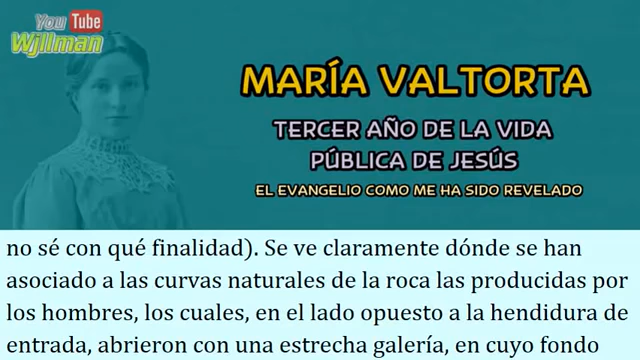 You Tube
Wjllman
MARÍA VALTORTA
TERCER AÑO DE LA VIDA
PÚBLICA DE JESÚS
EL EVANGELIO COMO ME HA SIDO REVELADO
no sé con qué finalidad). Se ve claramente dónde se han
asociado a las curvas naturales de la roca las producidas por
los hombres, los cuales, en el lado opuesto a la hendidura de
entrada, abrieron con una estrecha galería, en cuyo fondo